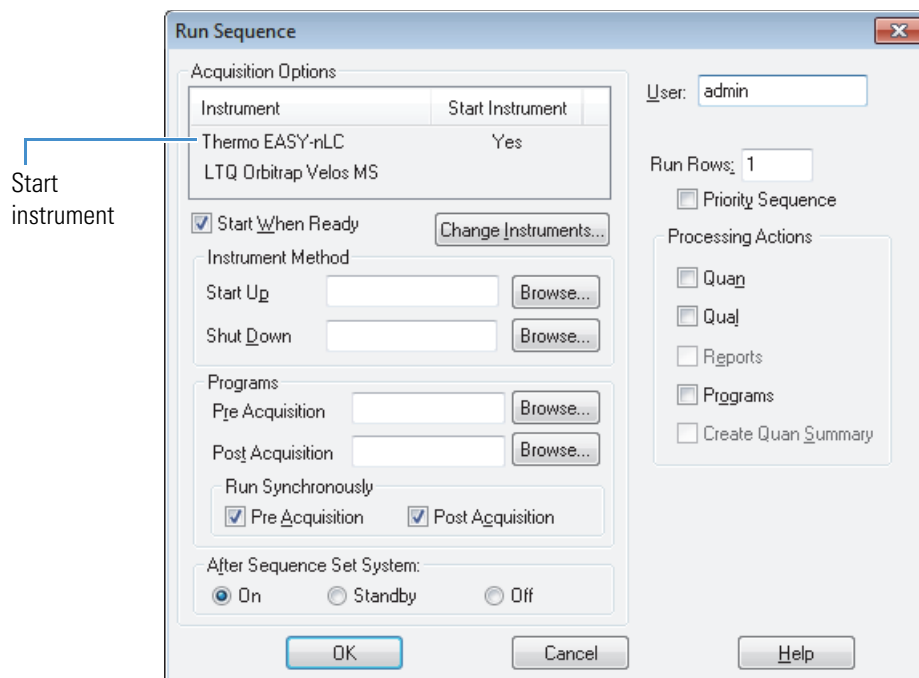 Run Sequence
Acquisition Options
Instrument Start Instrument
Thermo EASY-nLC Yes
LTQ Orbitrap Velos MS
Start
instrument
Start When Ready Change Instruments...
Instrument Method
Start Up Browse...
Shut Down Browse...
Programs
Pre Acquisition Browse...
Post Acquisition Browse...
Run Synchronously
Pre Acquisition Post Acquisition
After Sequence Set System:
On Standby Off
User: admin
Run Rows: 1
Priority Sequence
Processing Actions
Quan
Qual
Reports
Programs
Create Quan Summary
OK Cancel Help